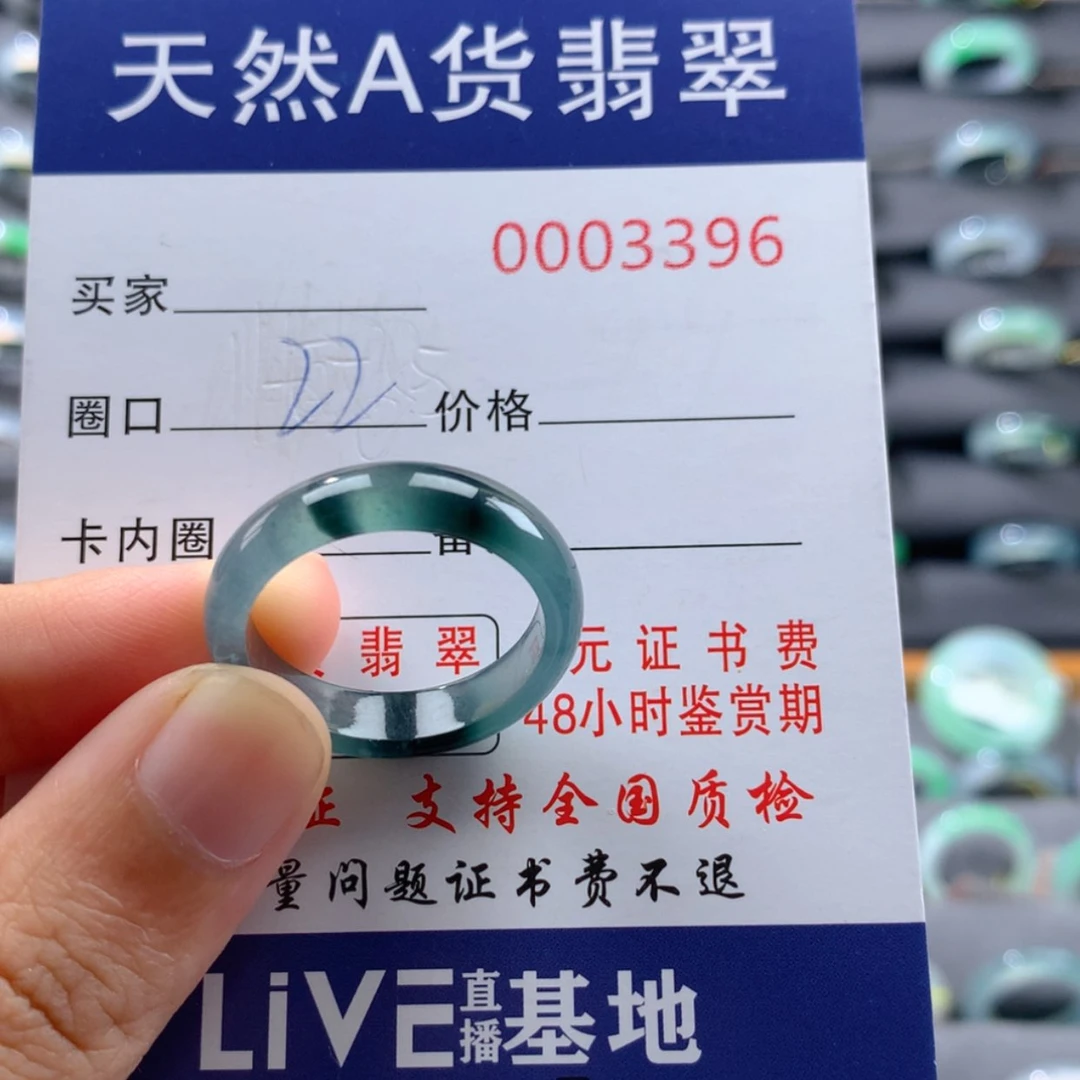 天然A货翡翠
0003396
买家
圈口 22 价格
卡内圈
翡翠 元证书费
48小时鉴赏期
支持全国质检
量问题证书费不退
LiVE直播基地